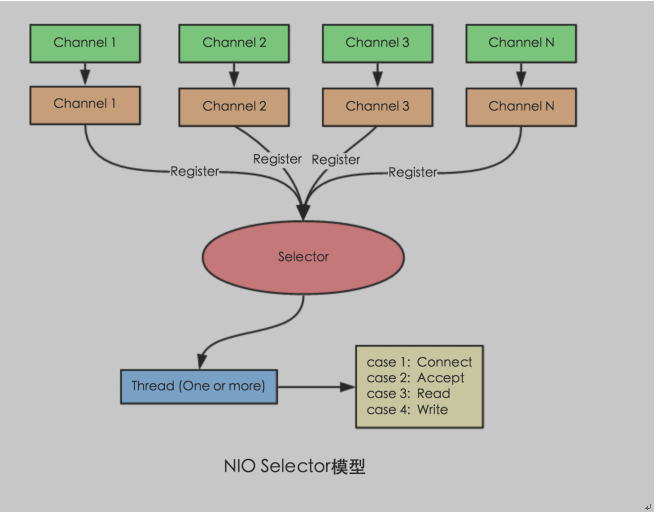 Channel 1
Channel 2
Channel 3
Channel N
Channel 1
Channel 2
Channel 3
Channel N
Register
Register
Register
Register
Selector
Thread (One or more)
case 1: Connect
case 2: Accept
case 3: Read
case 4: Write
NIO Selector模型